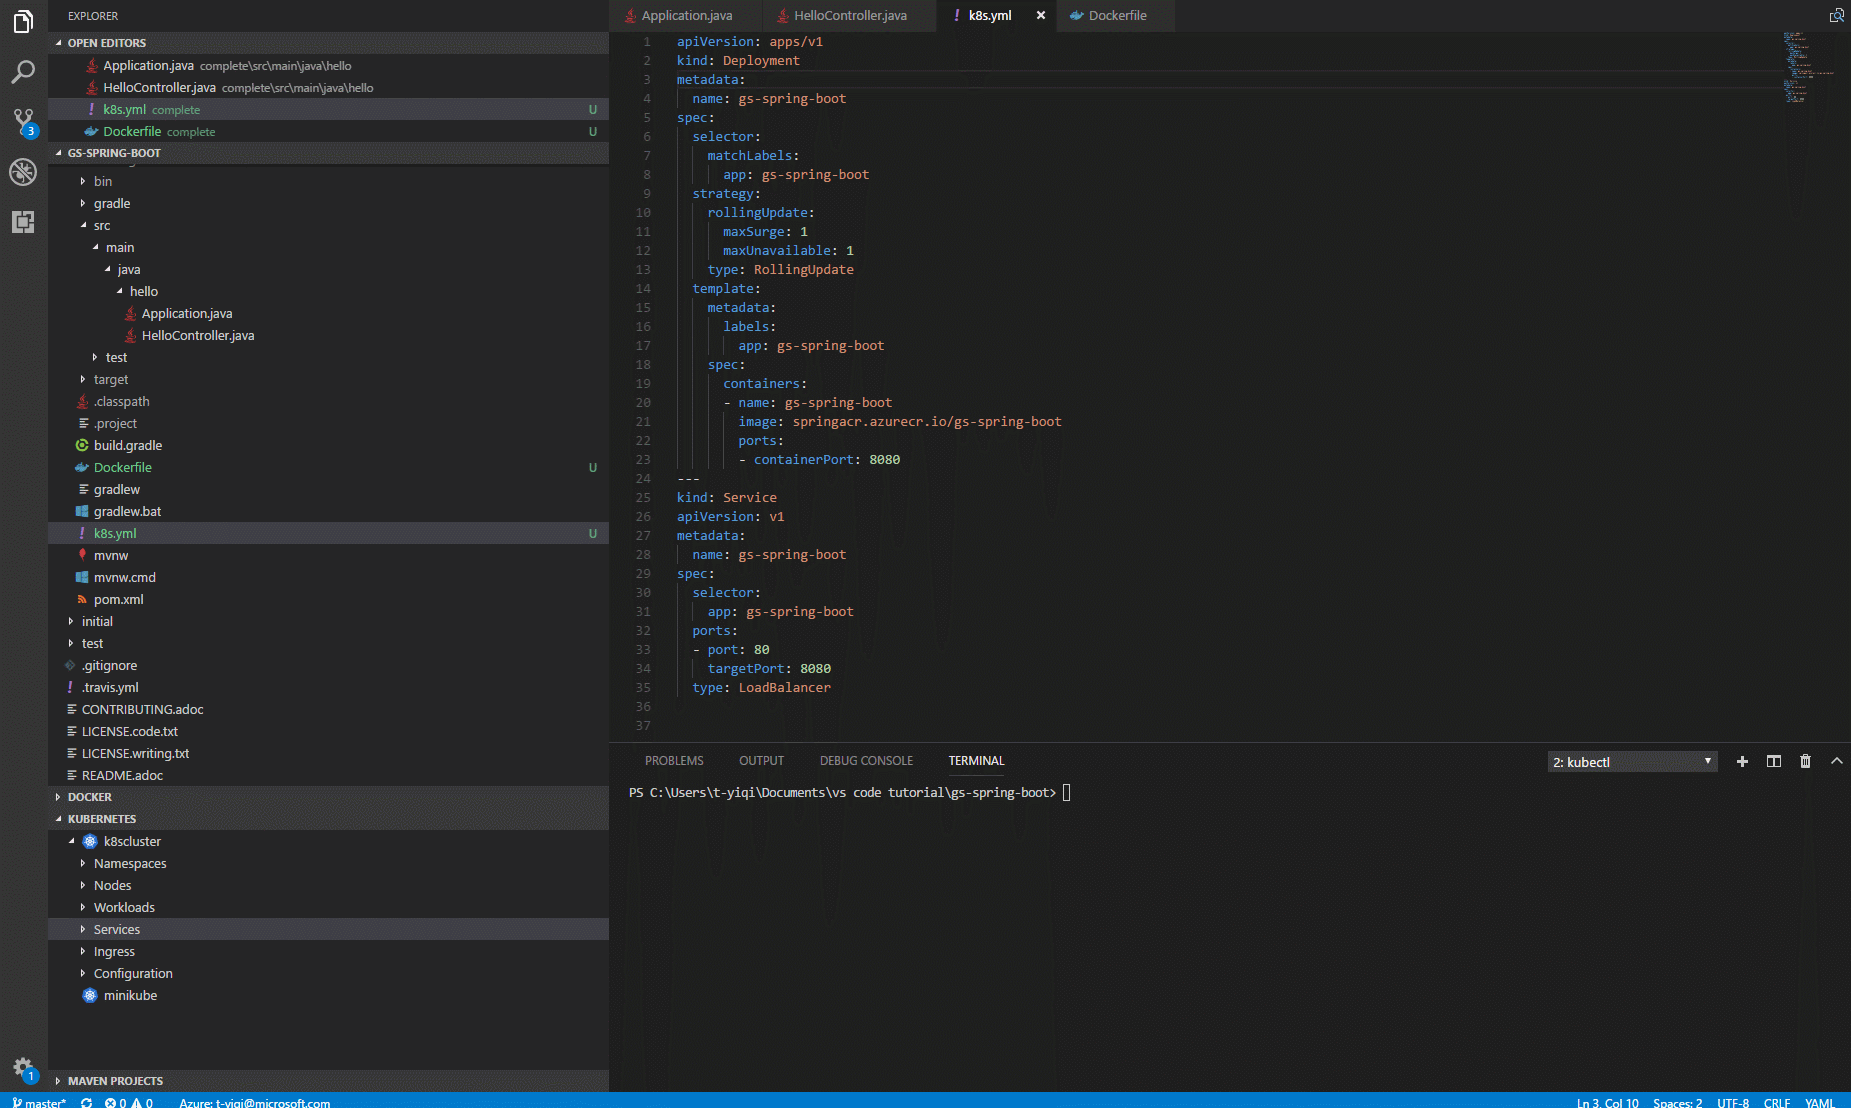 EXPLORER
OPEN EDITORS
Application.java complete\src\main\java\hello
HelloController.java complete\src\main\java\hello
! k8s.yml complete U
Dockerfile complete U
3
GS-SPRING-BOOT
bin
gradle
src
main
java
hello
Application.java
HelloController.java
test
target
.classpath
.project
build.gradle
Dockerfile U
gradlew
gradlew.bat
! k8s.yml U
mvnw
mvnw.cmd
pom.xml
initial
test
.gitignore
! .travis.yml
CONTRIBUTING.adoc
LICENSE.code.txt
LICENSE.writing.txt
README.adoc
DOCKER
KUBERNETES
k8scluster
Namespaces
Nodes
Workloads
Services
Ingress
Configuration
minikube
1
MAVEN PROJECTS
Application.java HelloController.java ! k8s.yml × Dockerfile
1 apiVersion: apps/v1
2 kind: Deployment
3 metadata:
4 name: gs-spring-boot
5 spec:
6 selector:
7 matchLabels:
8 app: gs-spring-boot
9 strategy:
10 rollingUpdate:
11 maxSurge: 1
12 maxUnavailable: 1
13 type: RollingUpdate
14 template:
15 metadata:
16 labels:
17 app: gs-spring-boot
18 spec:
19 containers:
20 - name: gs-spring-boot
21 image: springacr.azurecr.io/gs-spring-boot
22 ports:
23 - containerPort: 8080
24 ---
25 kind: Service
26 apiVersion: v1
27 metadata:
28 name: gs-spring-boot
29 spec:
30 selector:
31 app: gs-spring-boot
32 ports:
33 - port: 80
34 targetPort: 8080
35 type: LoadBalancer
36
37
PROBLEMS OUTPUT DEBUG CONSOLE TERMINAL 2: kubectl
PS C:\Users\t-yiqi\Documents\vs code tutorial\gs-spring-boot>
master* 0 0 Azure: t-yiqi@microsoft.com Ln 3, Col 10 Spaces: 2 UTF-8 CRLF YAML